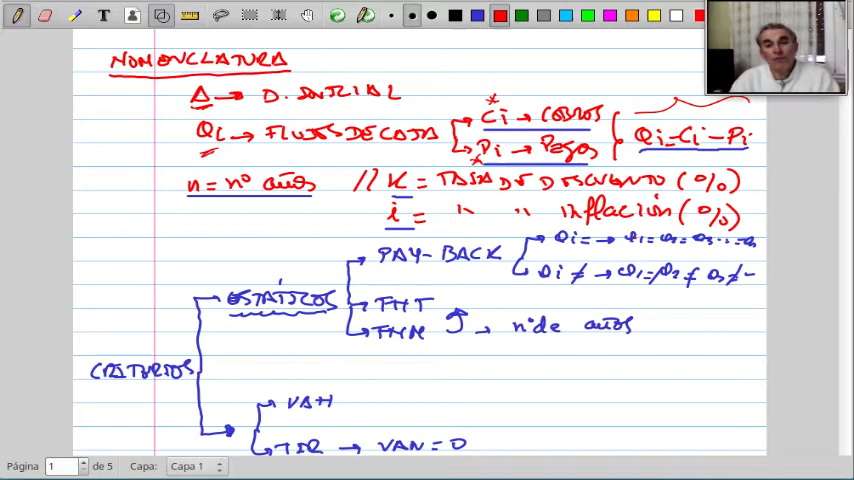 NOMENCLATURA
A → D. INICIAL
Qi → FLUJOS DE CAJA
Ci → COBROS
Pi → Pagos
Qi = Ci - Pi
n = nº años // K = TASA DE DESCUENTO (%)
i = " " inflación (%)
CRITERIOS
ESTÁTICOS
PAY-BACK
Qi = → Q1 = Q2 = Q3 ... = Qn
Qi ≠ → Q1 ≠ Q2 ≠ Q3 ≠ -
FNT
FNM
→ nº de años
VAN
TIR → VAN = 0
Página 1 de 5 Capa: Capa 1